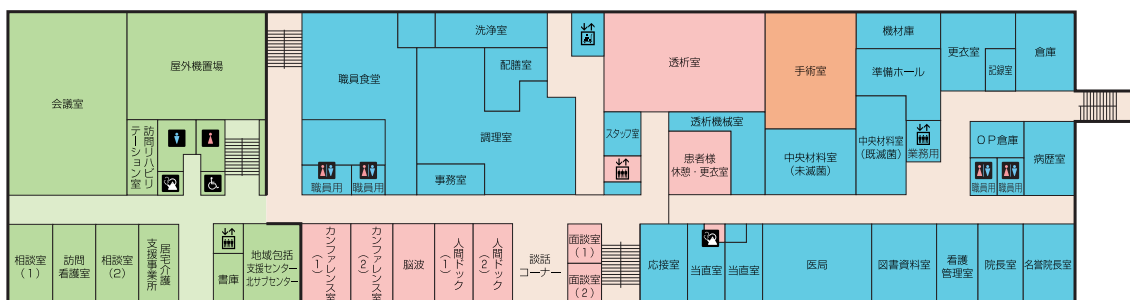 会議室
屋外機置場
訪問リハビリ
テーション室
職員食堂
洗浄室
配膳室
調理室
事務室
職員用
職員用
スタッフ室
透析室
透析機械室
患者様
休憩・更衣室
手術室
中央材料室
(未滅菌)
機材庫
準備ホール
中央材料室
(既滅菌)
業務用
更衣室
記録室
倉庫
OP倉庫
職員用
職員用
病歴室
相談室
(1)
訪問
看護室
相談室
(2)
居宅介護
支援事業所
書庫
地域包括
支援センター
北サブセンター
カンファレンス室
(1)
カンファレンス室
(2)
脳波
人間ドック
(1)
人間ドック
(2)
談話
コーナー
面談室
(1)
面談室
(2)
応接室
当直室
当直室
医局
図書資料室
看護
管理室
院長室
名誉院長室